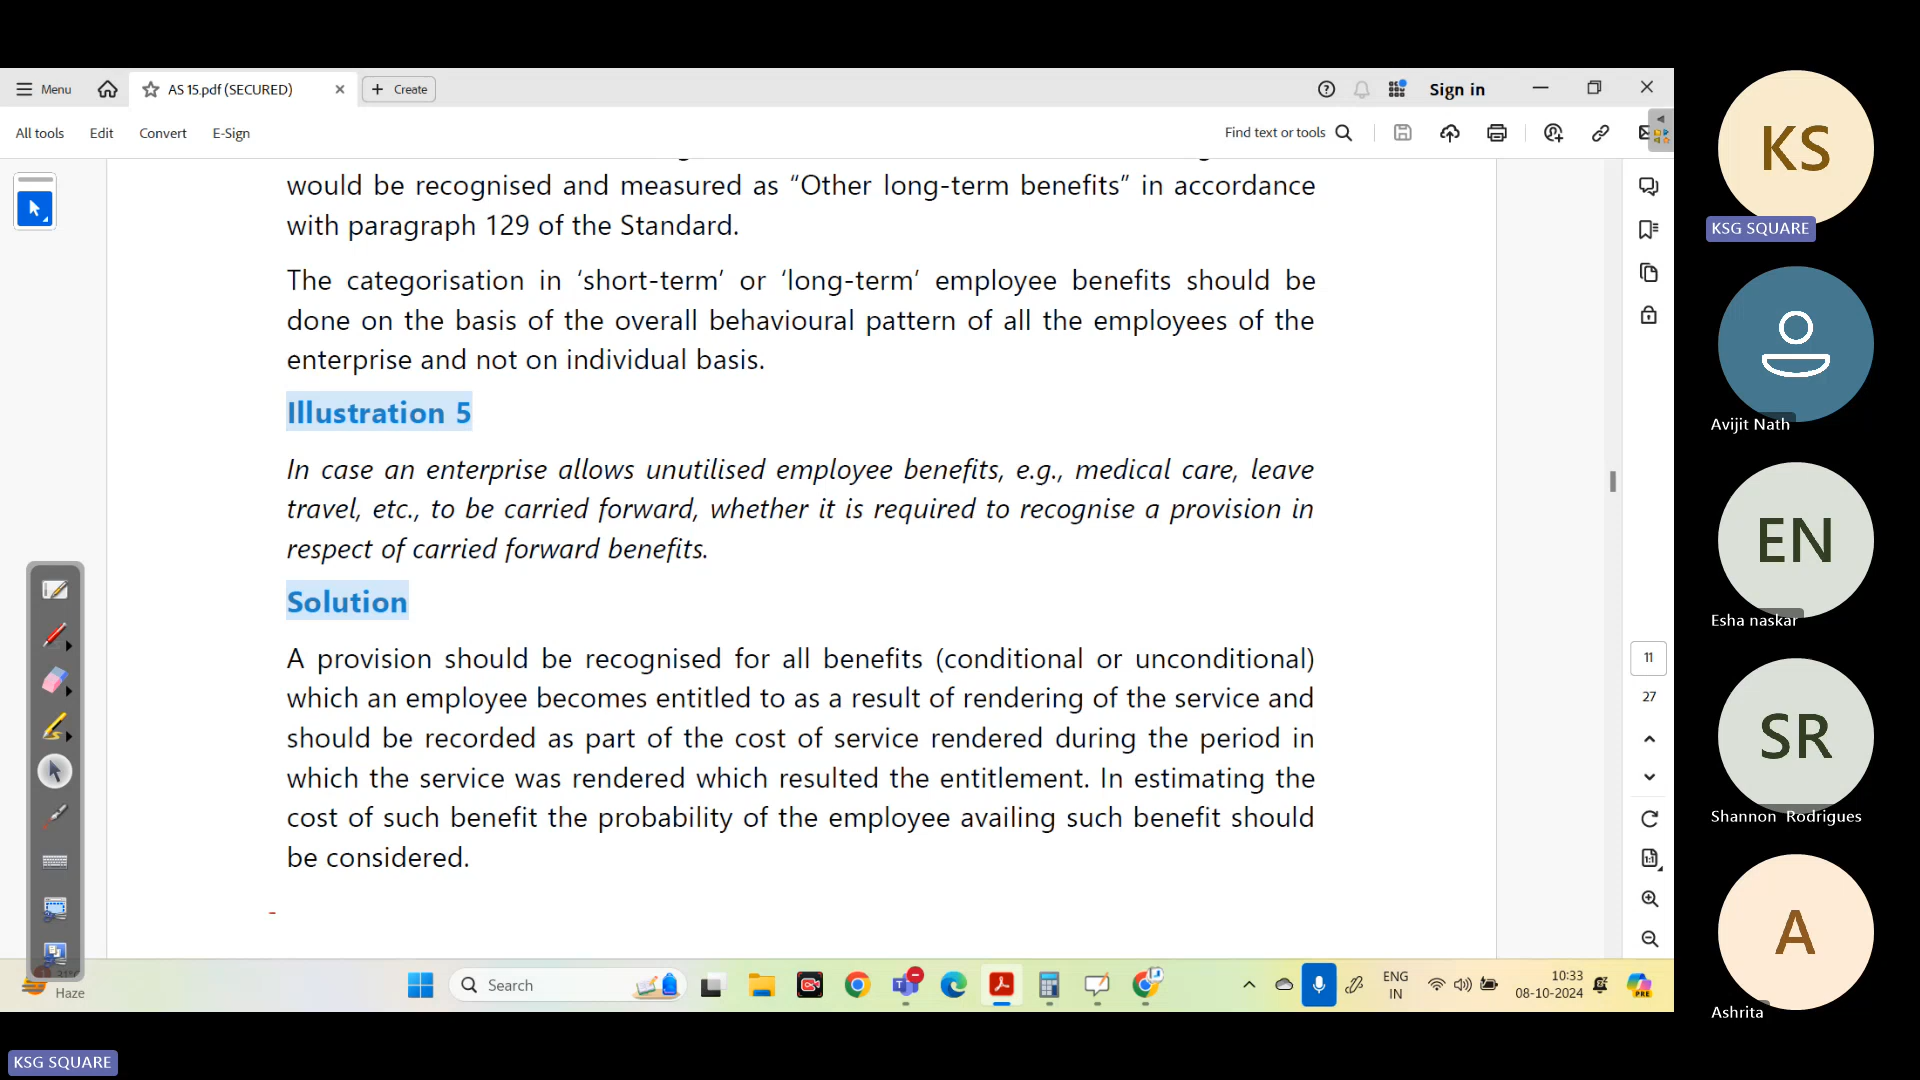 Menu
AS 15.pdf (SECURED)
Create
Sign in
All tools
Edit
Convert
E-Sign
Find text or tools
would be recognised and measured as “Other long-term benefits” in accordance
with paragraph 129 of the Standard.
The categorisation in ‘short-term’ or ‘long-term’ employee benefits should be
done on the basis of the overall behavioural pattern of all the employees of the
enterprise and not on individual basis.
Illustration 5
In case an enterprise allows unutilised employee benefits, e.g., medical care, leave
travel, etc., to be carried forward, whether it is required to recognise a provision in
respect of carried forward benefits.
Solution
A provision should be recognised for all benefits (conditional or unconditional)
which an employee becomes entitled to as a result of rendering of the service and
should be recorded as part of the cost of service rendered during the period in
which the service was rendered which resulted the entitlement. In estimating the
cost of such benefit the probability of the employee availing such benefit should
be considered.
11
27
31°C
Haze
Search
ENG
IN
10:33
08-10-2024
PRE
KS
KSG SQUARE
Avijit Nath
EN
Esha naskar
SR
Shannon Rodrigues
A
Ashrita
KSG SQUARE